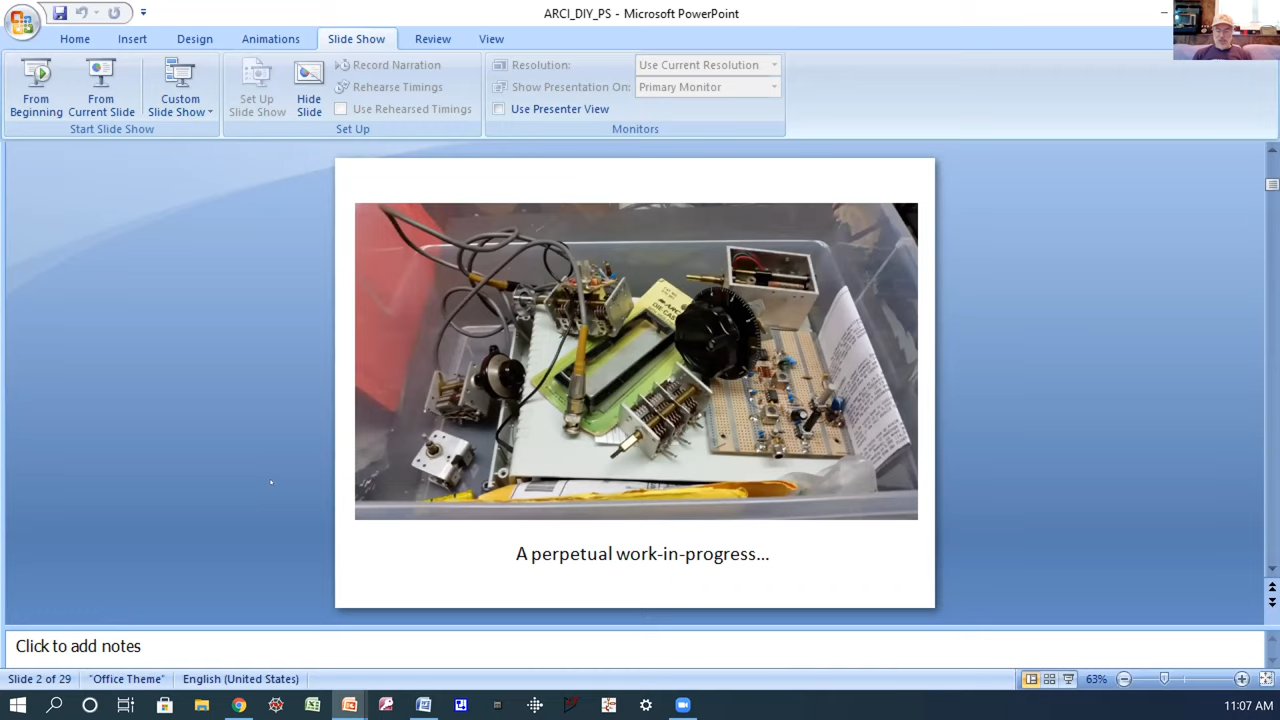 ARCI_DIY_PS - Microsoft PowerPoint
Home Insert Design Animations Slide Show Review View
From Beginning
From Current Slide
Custom Slide Show
Start Slide Show
Set Up Slide Show
Hide Slide
Record Narration
Rehearse Timings
Use Rehearsed Timings
Set Up
Resolution: Use Current Resolution
Show Presentation On: Primary Monitor
Use Presenter View
Monitors
A perpetual work-in-progress...
Click to add notes
Slide 2 of 29 "Office Theme" English (United States) 63%
11:07 AM